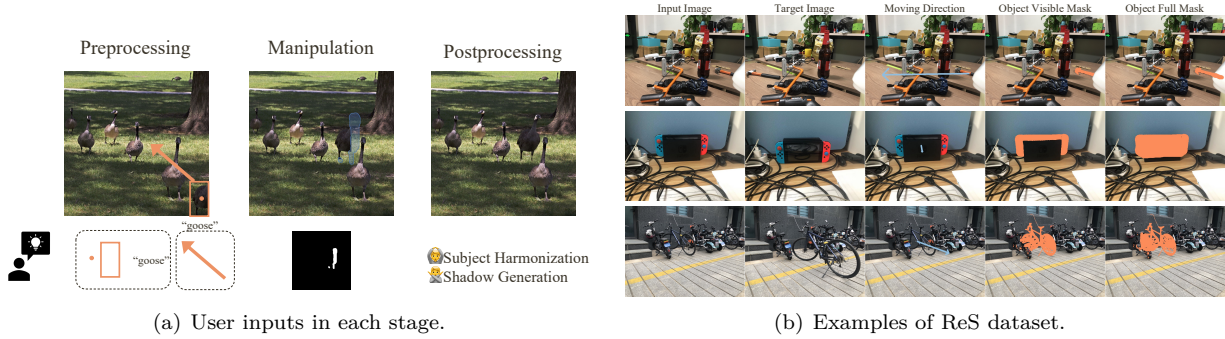 Preprocessing
Manipulation
Postprocessing
"goose"
"goose"
Subject Harmonization
Shadow Generation
(a) User inputs in each stage.
Input Image
Target Image
Moving Direction
Object Visible Mask
Object Full Mask
(b) Examples of ReS dataset.